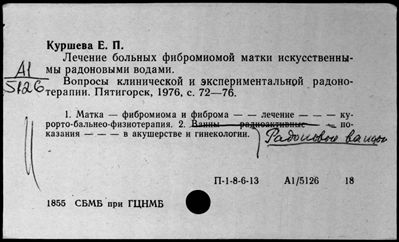 Куршева Е. П.
Лечение больных фибромиомой матки искусственны-
мы радоновыми водами.
А1
5126
Вопросы клинической и экспериментальной радоно-
терапии. Пятигорск, 1976, с. 72—76.
1. Матка — фибромиома и фиброма — — лечение — — ку-
рорто-бальнео-физиотерапия. 2. Ванны — радиоактивные — по-
казания — — — в акушерстве и гинекологии.
Радоновые ванны
П-1-8-6-13 А1/5126 18
1855 СБМБ при ГЦНМБ